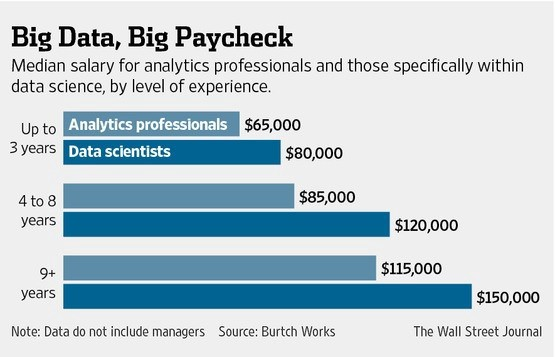 Big Data, Big Paycheck
Median salary for analytics professionals and those specifically within
data science, by level of experience.
Up to
3 years
Analytics professionals
$65,000
Data scientists
$80,000
4 to 8
years
$85,000
$120,000
9+
years
$115,000
$150,000
Note: Data do not include managers Source: Burtch Works The Wall Street Journal